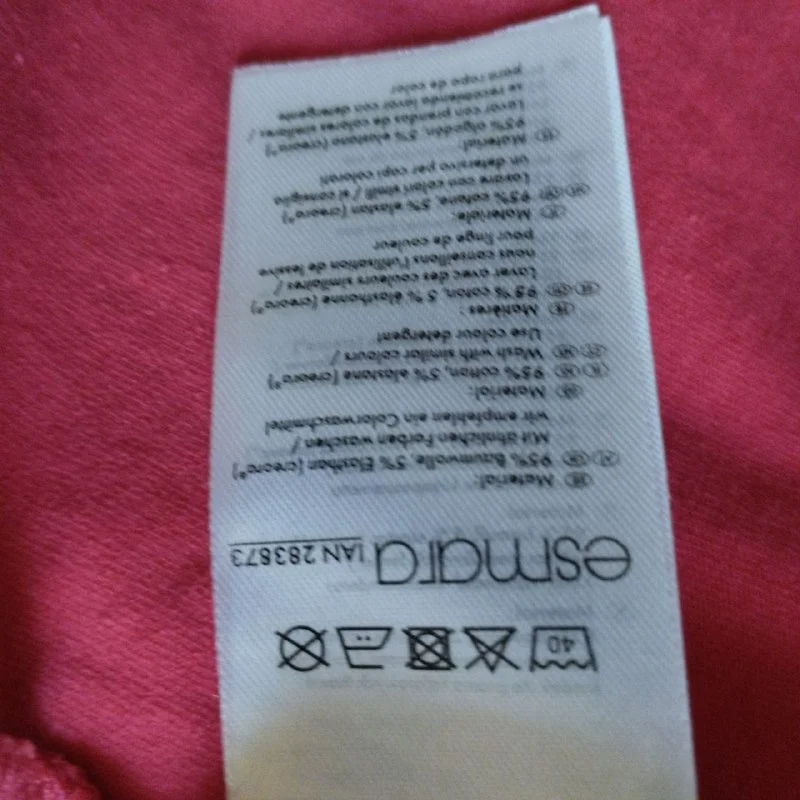 40
esmara IAN 283873
Material:
95% Baumwolle, 5% Elasthan (creora®)
Mit ähnlichen Farben waschen /
wir empfehlen ein Colorwaschmittel
Material:
95% cotton, 5% elastane (creora®)
Wash with similar colours /
Use colour detergent
Matières :
95 % coton, 5 % élasthanne (creora®)
Laver avec des couleurs similaires /
nous conseillons l'utilisation de lessive
pour linge de couleur
Materiale:
95% cotone, 5% elastan (creora®)
Lavare con colori simili / si consiglia
un detersivo per capi colorati
Material:
95% algodón, 5% elastano (creora®)
Lavar con prendas de colores similares /
se recomienda lavar con detergente
para ropa de color